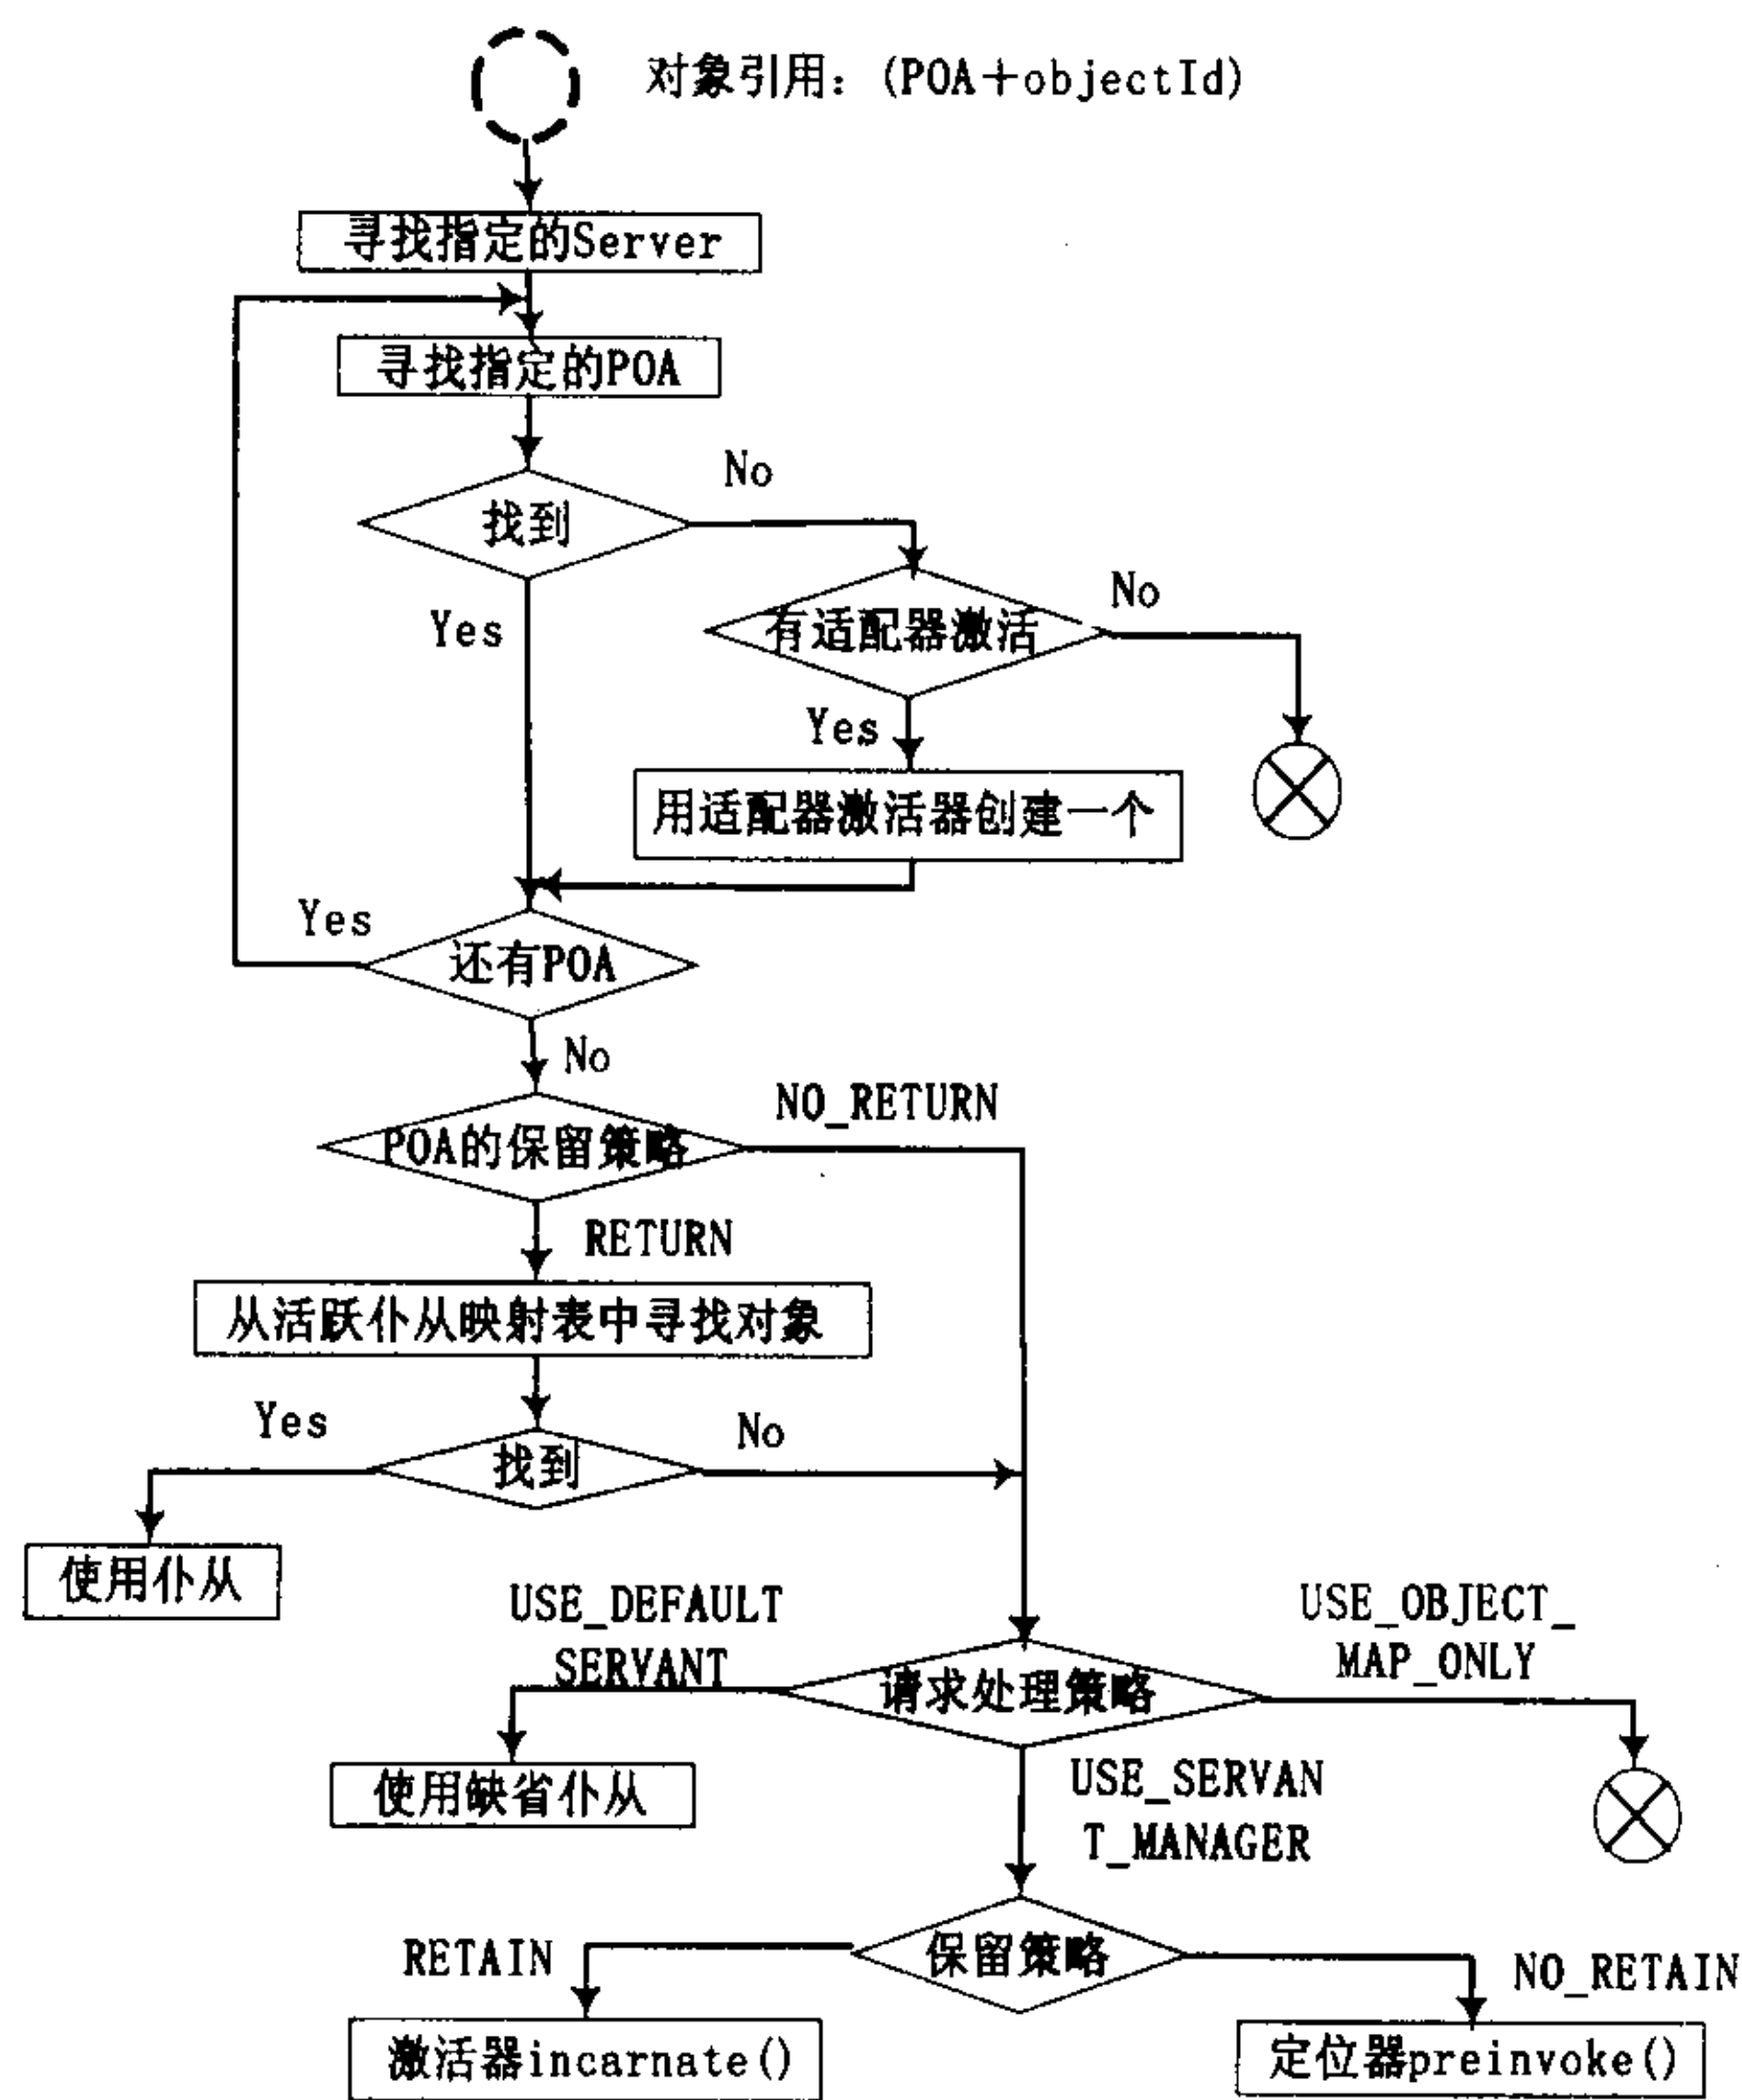 对象引用：(POA＋objectId)
寻找指定的Server
寻找指定的POA
No
找到
No
Yes
有适配器激活
Yes
用适配器激活器创建一个
Yes
还有POA
No
NO_RETURN
POA的保留策略
RETURN
从活跃仆从映射表中寻找对象
Yes
No
找到
使用仆从
USE_DEFAULT
SERVANT
USE_OBJECT_
MAP_ONLY
请求处理策略
使用缺省仆从
USE_SERVAN
T_MANAGER
RETAIN
保留策略
NO_RETAIN
激活器incarnate()
定位器preinvoke()